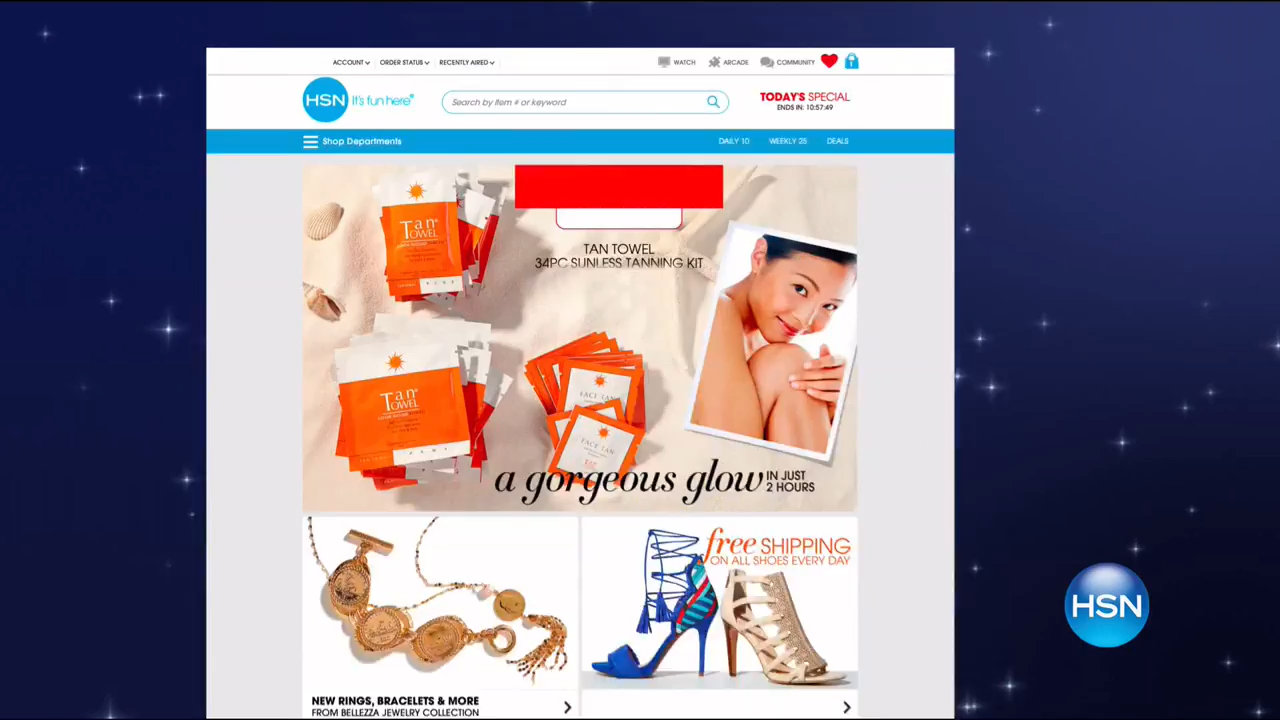 ACCOUNT ORDER STATUS RECENTLY AIRED WATCH ARCADE COMMUNITY
HSN It's fun here®
Search by Item # or keyword
TODAY'S SPECIAL
ENDS IN: 10:57:49
Shop Departments DAILY 10 WEEKLY 25 DEALS
TAN TOWEL
34PC SUNLESS TANNING KIT
Tan
TOWEL
PLUS
Tan
TOWEL
FACE TAN
FACE TAN
a gorgeous glow IN JUST
2 HOURS
free SHIPPING
ON ALL SHOES EVERY DAY
HSN
NEW RINGS, BRACELETS & MORE
FROM BELLEZZA JEWELRY COLLECTION